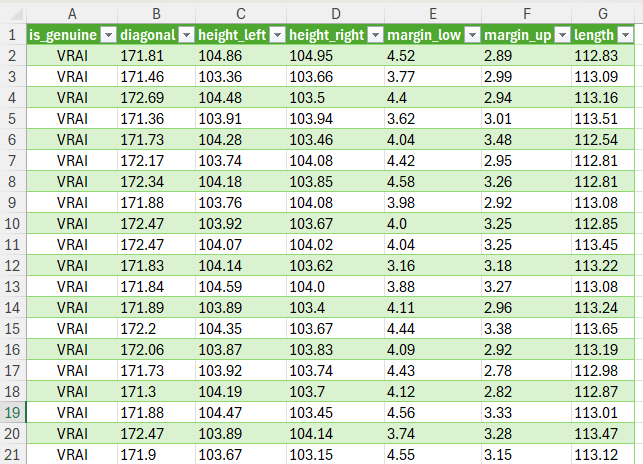 A B C D E F G
1 is_genuine diagonal height_left height_right margin_low margin_up length
2 VRAI 171.81 104.86 104.95 4.52 2.89 112.83
3 VRAI 171.46 103.36 103.66 3.77 2.99 113.09
4 VRAI 172.69 104.48 103.5 4.4 2.94 113.16
5 VRAI 171.36 103.91 103.94 3.62 3.01 113.51
6 VRAI 171.73 104.28 103.46 4.04 3.48 112.54
7 VRAI 172.17 103.74 104.08 4.42 2.95 112.81
8 VRAI 172.34 104.18 103.85 4.58 3.26 112.81
9 VRAI 171.88 103.76 104.08 3.98 2.92 113.08
10 VRAI 172.47 103.92 103.67 4.0 3.25 112.85
11 VRAI 172.47 104.07 104.02 4.04 3.25 113.45
12 VRAI 171.83 104.14 103.62 3.16 3.18 113.22
13 VRAI 171.84 104.59 104.0 3.88 3.27 113.08
14 VRAI 171.89 103.89 103.4 4.11 2.96 113.24
15 VRAI 172.2 104.35 103.67 4.44 3.38 113.65
16 VRAI 172.06 103.87 103.83 4.09 2.92 113.19
17 VRAI 171.73 103.92 103.74 4.43 2.78 112.98
18 VRAI 171.3 104.19 103.7 4.12 2.82 112.87
19 VRAI 171.88 104.47 103.45 4.56 3.33 113.01
20 VRAI 172.47 103.89 104.14 3.74 3.28 113.47
21 VRAI 171.9 103.67 103.15 4.55 3.15 113.12